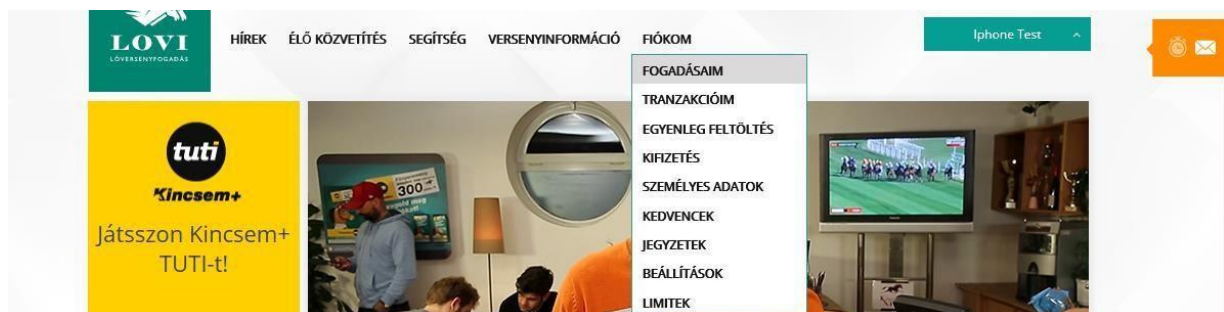 LOVI
LÓVERSENYFOGADÁS
HÍREK ÉLŐ KÖZVETÍTÉS SEGÍTSÉG VERSENYINFORMÁCIÓ FIÓKOM
Iphone Test
FOGADÁSAIM
TRANZAKCIÓIM
EGYENLEG FELTÖLTÉS
KIFIZETÉS
SZEMÉLYES ADATOK
KEDVENCEK
JEGYZETEK
BEÁLLÍTÁSOK
LIMITEK
tuti
Kincsem+
Játsszon Kincsem+
TUTI-t!
300